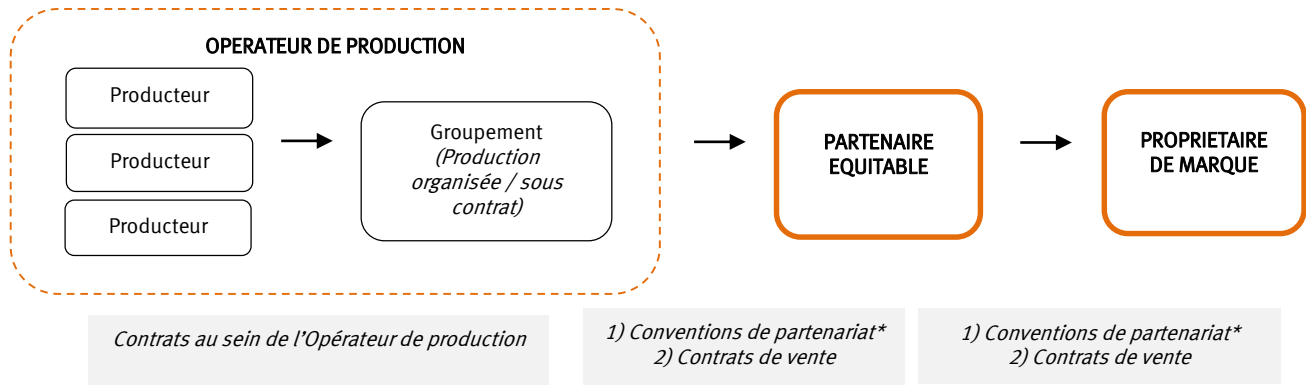 OPERATEUR DE PRODUCTION
Producteur
Producteur
Producteur
Groupement
(Production
organisée / sous
contrat)
PARTENAIRE
EQUITABLE
PROPRIETAIRE
DE MARQUE
Contrats au sein de l’Opérateur de production
1) Conventions de partenariat*
2) Contrats de vente
1) Conventions de partenariat*
2) Contrats de vente